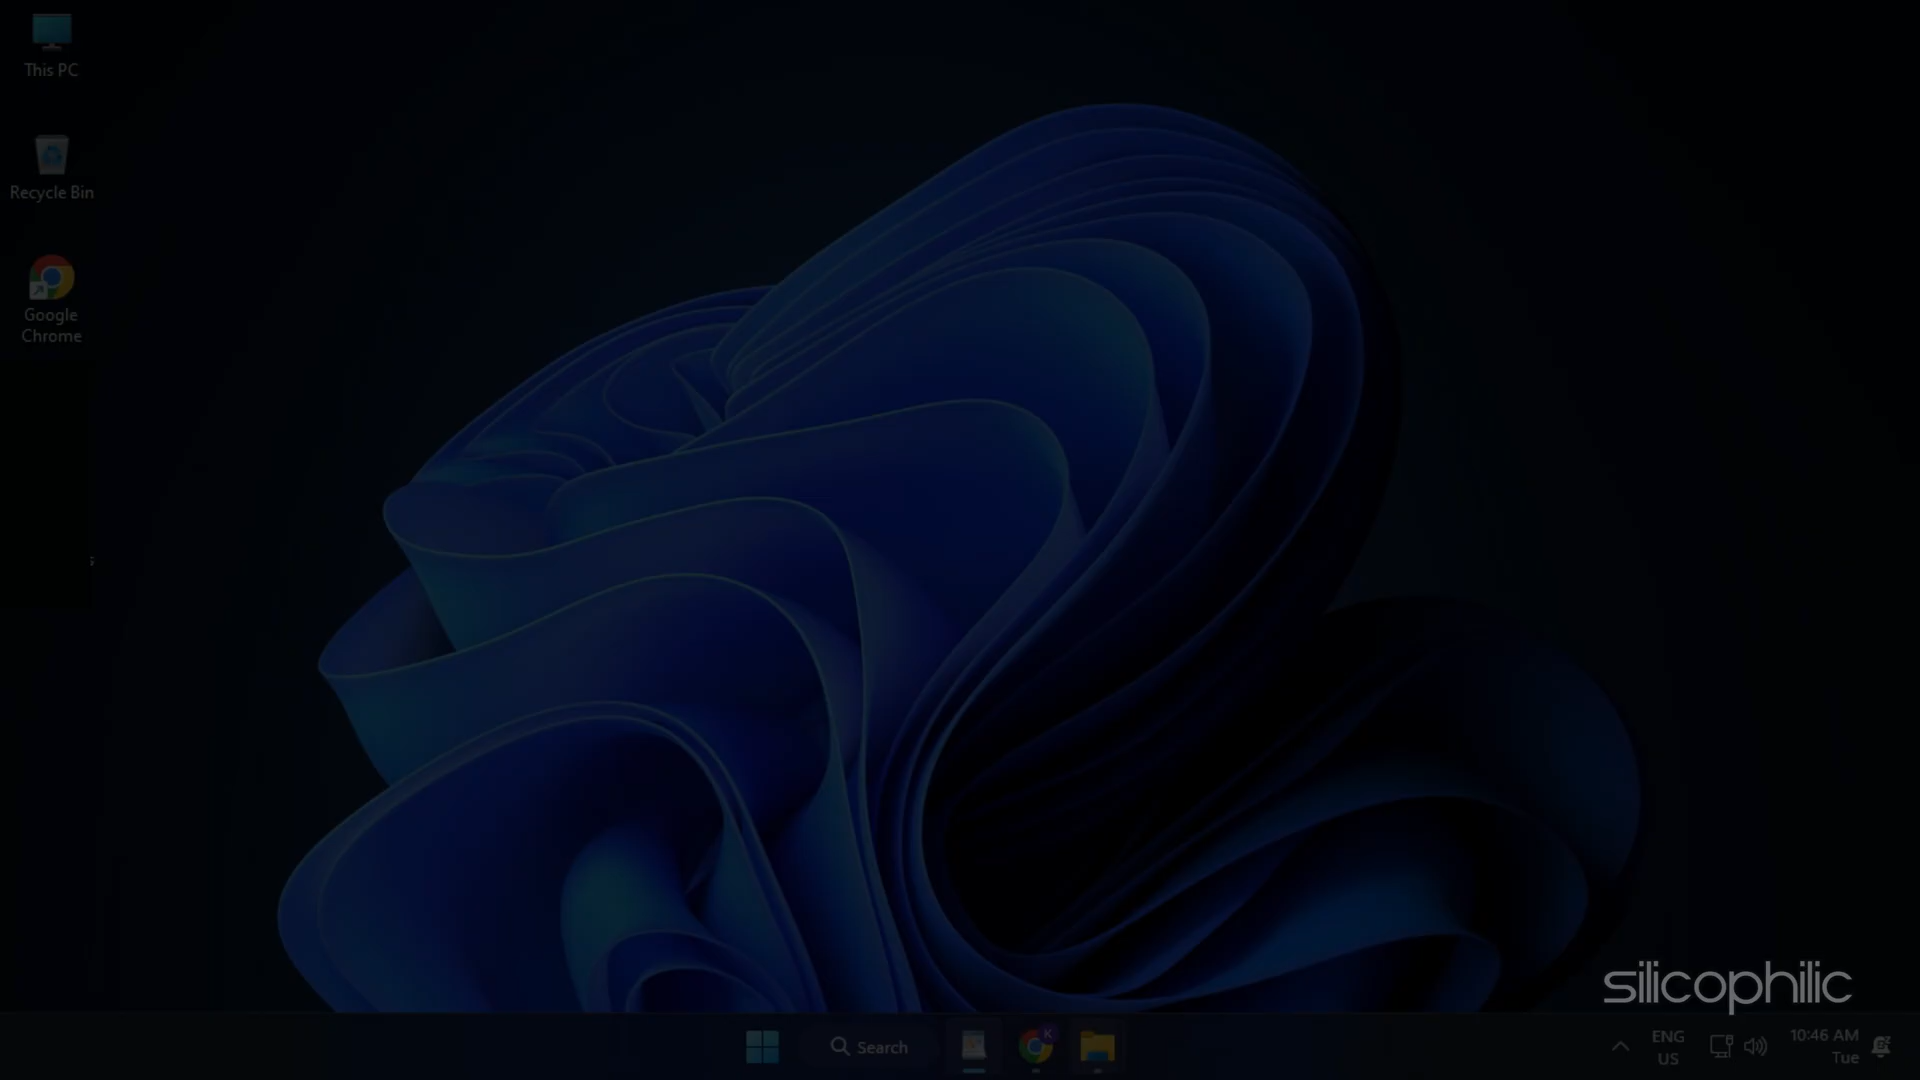 This PC
Recycle Bin
Google
Chrome
s
silicophilic
Search
K
ENG
US
10:46 AM
Tue